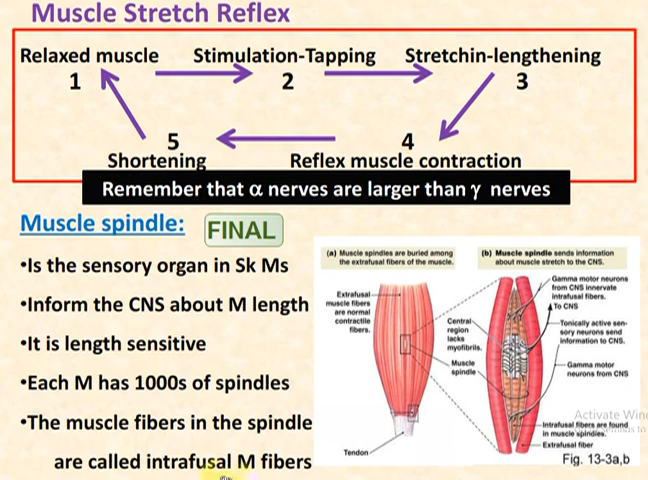 Muscle Stretch Reflex
Relaxed muscle
Stimulation-Tapping
Stretchin-lengthening
1
2
3
5
4
Shortening
Reflex muscle contraction
Remember that α nerves are larger than γ nerves
Muscle spindle:
FINAL
•Is the sensory organ in Sk Ms
•Inform the CNS about M length
•It is length sensitive
•Each M has 1000s of spindles
•The muscle fibers in the spindle
are called intrafusal M fibers
(a) Muscle spindles are buried among
the extrafusal fibers of the muscle.
Extrafusal
muscle fibers
are normal
contractile
fibers.
Tendon
(b) Muscle spindle sends information
about muscle stretch to the CNS.
Gamma motor neurons
from CNS innervate
intrafusal fibers.
To CNS
Central
region
lacks
myofibrils.
Muscle
spindle
Tonically active sen-
sory neurons send
information to CNS.
Gamma motor
neurons from CNS
Intrafusal fibers are found
in muscle spindles.
Extrafusal fiber
Activate Win
to
Fig. 13-3a,b